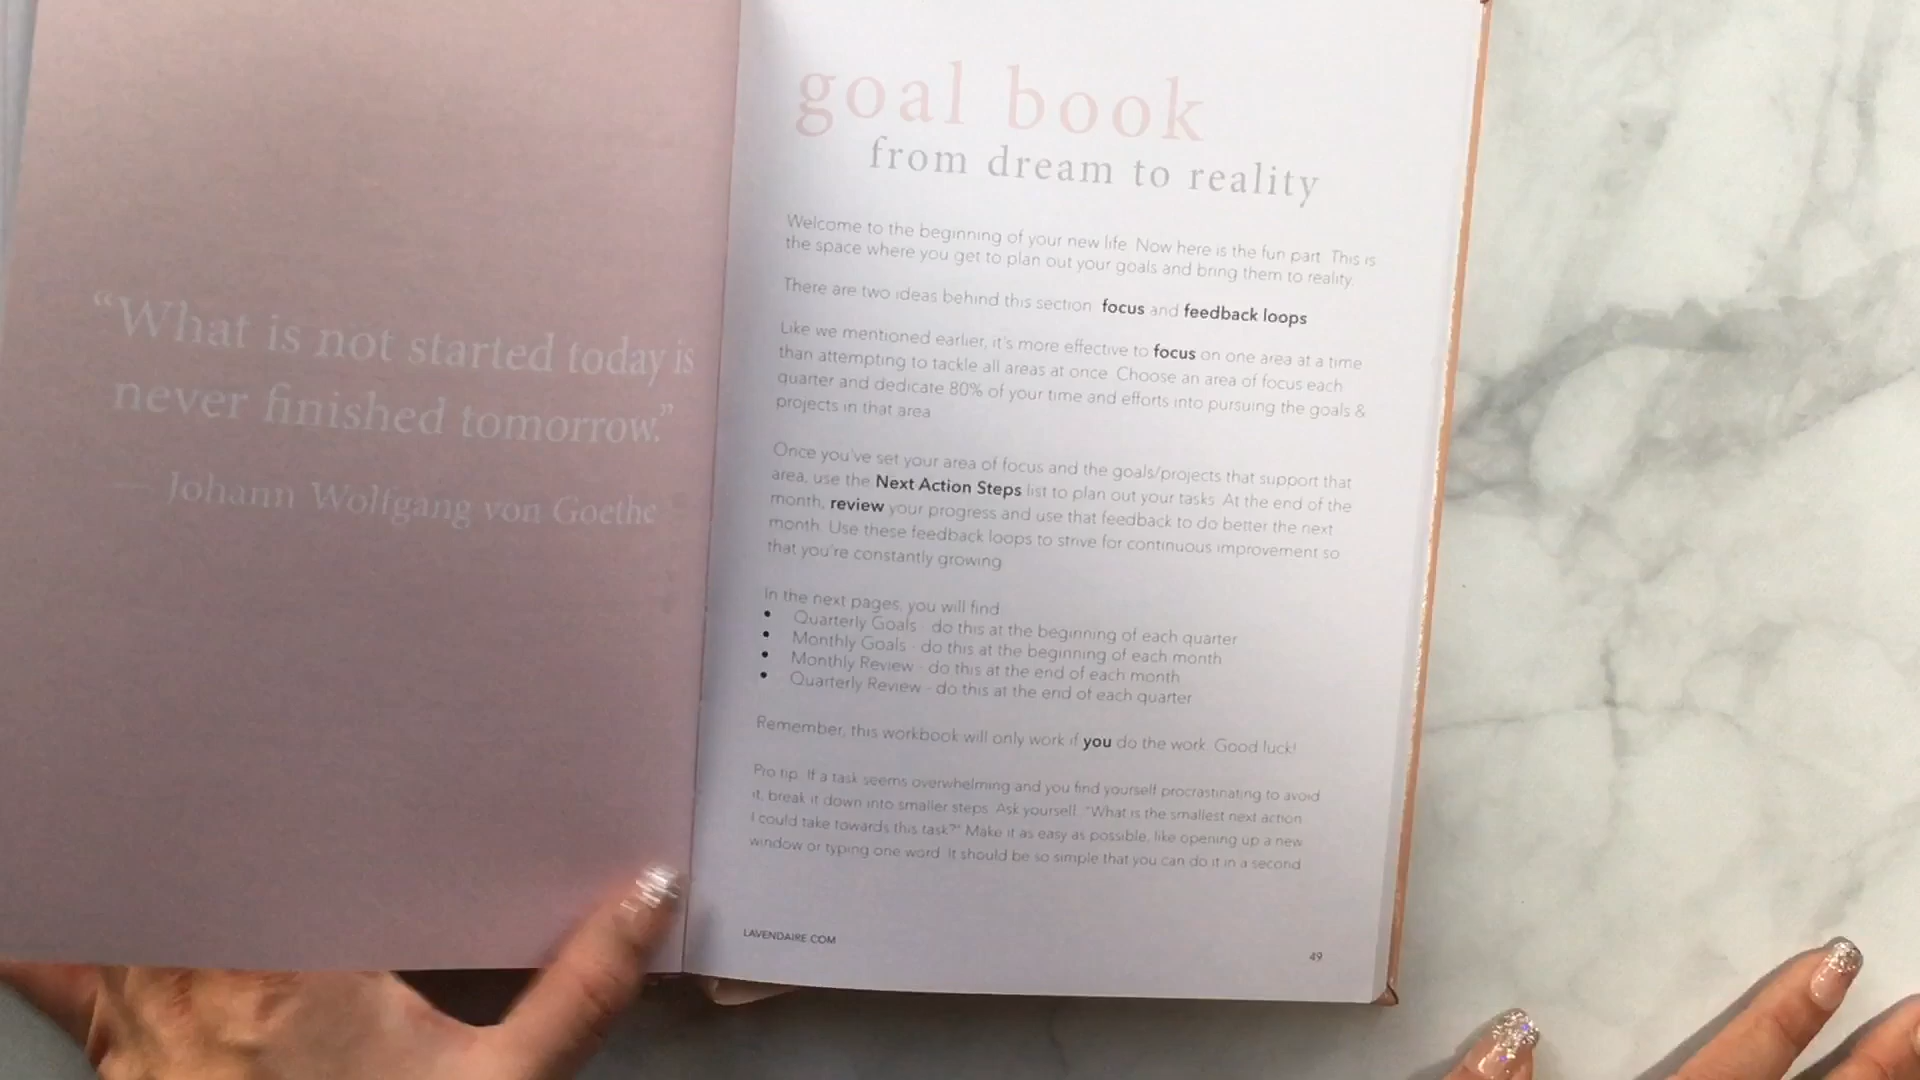 “What is not started today is
never finished tomorrow.”
— Johann Wolfgang von Goethe
goal book
from dream to reality
Welcome to the beginning of your new life. Now here is the fun part. This is
the space where you get to plan out your goals and bring them to reality.
There are two ideas behind this section: focus and feedback loops
Like we mentioned earlier, it's more effective to focus on one area at a time
than attempting to tackle all areas at once. Choose an area of focus each
quarter and dedicate 80% of your time and efforts into pursuing the goals &
projects in that area.
Once you've set your area of focus and the goals/projects that support that
area, use the Next Action Steps list to plan out your tasks. At the end of the
month, review your progress and use that feedback to do better the next
month. Use these feedback loops to strive for continuous improvement so
that you're constantly growing.
In the next pages, you will find:
• Quarterly Goals - do this at the beginning of each quarter
• Monthly Goals - do this at the beginning of each month
• Monthly Review - do this at the end of each month
• Quarterly Review - do this at the end of each quarter
Remember, this workbook will only work if you do the work. Good luck!
Pro tip: If a task seems overwhelming and you find yourself procrastinating to avoid
it, break it down into smaller steps. Ask yourself: "What is the smallest next action
I could take towards this task?" Make it as easy as possible, like opening up a new
window or typing one word. It should be so simple that you can do it in a second.
LAVENDAIRE.COM
49